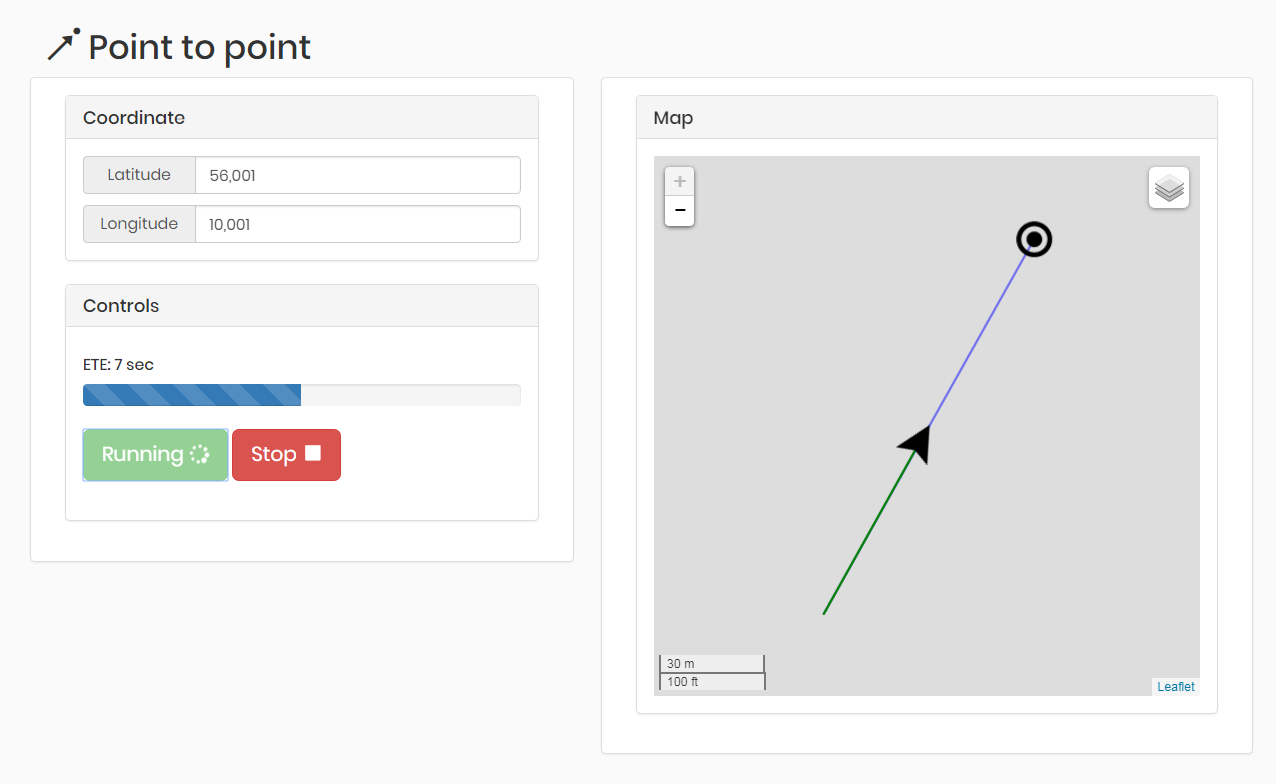 Point to point
Coordinate
Latitude 56,001
Longitude 10,001
Controls
ETE: 7 sec
Running Stop
Map
+
−
30 m
100 ft
Leaflet